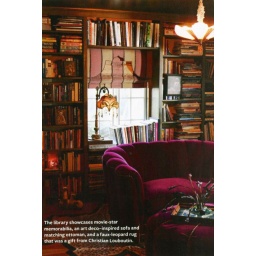 The library showcases movie-star
memorabilia, an art deco–inspired sofa and
matching ottoman, and a faux-leopard rug
that was a gift from Christian Louboutin.